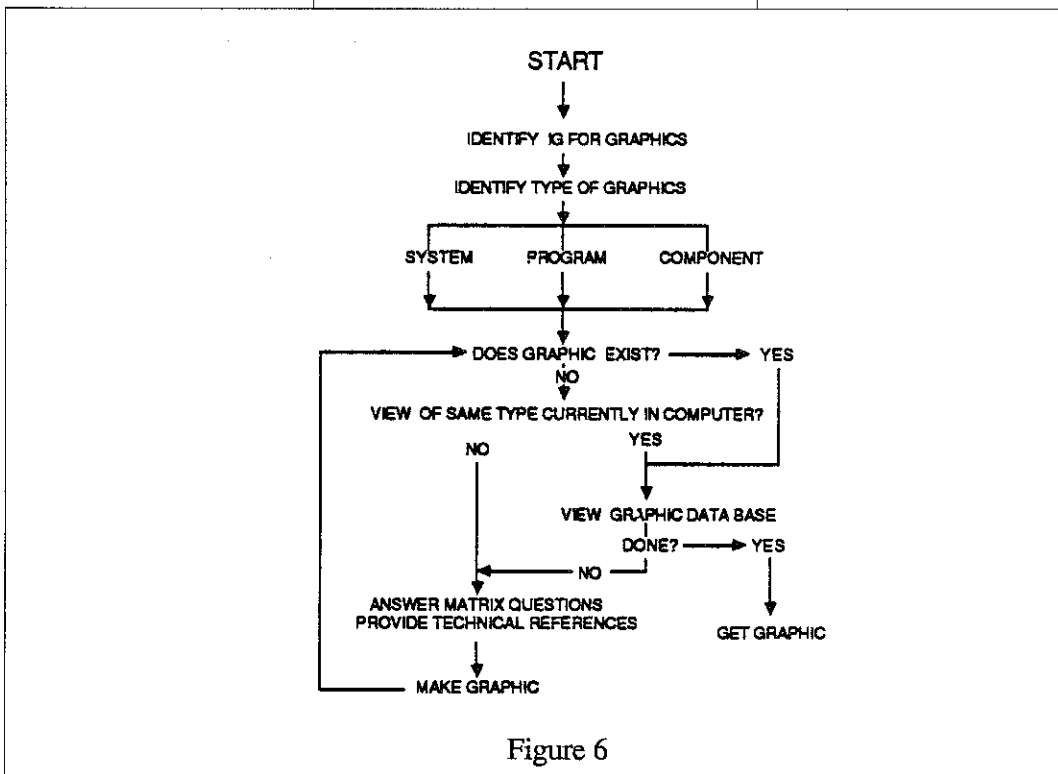 START
IDENTIFY IG FOR GRAPHICS
IDENTIFY TYPE OF GRAPHICS
SYSTEM PROGRAM COMPONENT
DOES GRAPHIC EXIST? YES
NO
VIEW OF SAME TYPE CURRENTLY IN COMPUTER?
NO YES
VIEW GRAPHIC DATA BASE
DONE? YES
NO
ANSWER MATRIX QUESTIONS
PROVIDE TECHNICAL REFERENCES
GET GRAPHIC
MAKE GRAPHIC
Figure 6